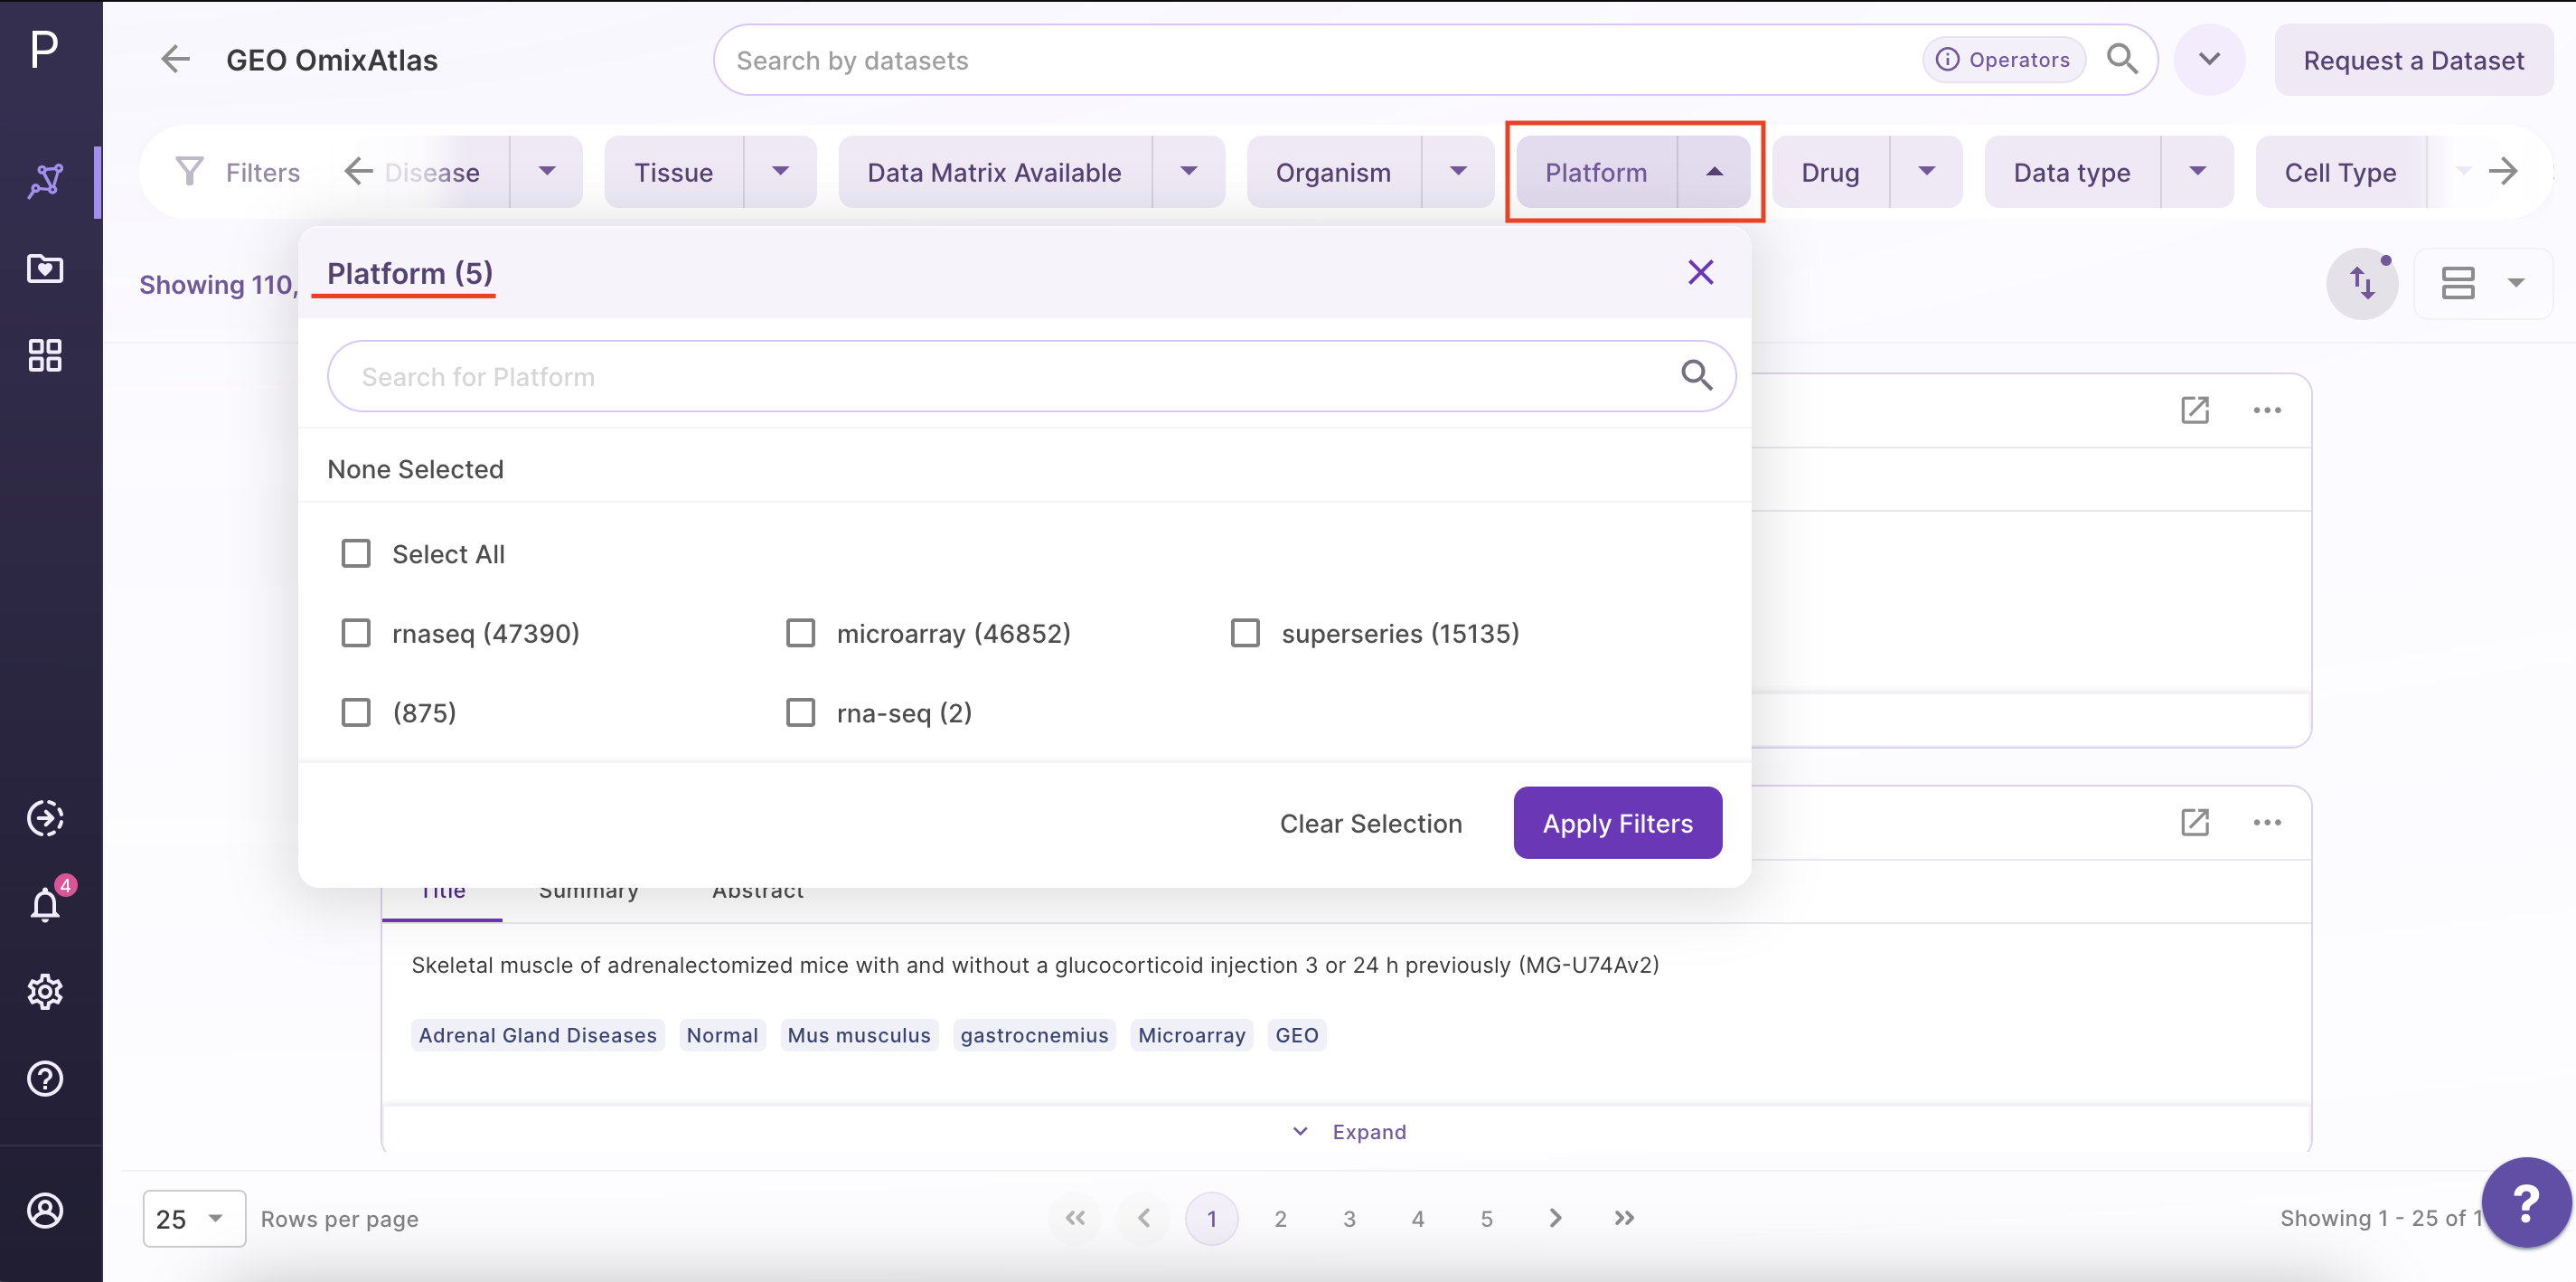 P
GEO OmixAtlas
Search by datasets
Operators
Request a Dataset
Filters
Disease
Tissue
Data Matrix Available
Organism
Platform
Drug
Data type
Cell Type
Showing 110,
Platform (5)
Search for Platform
None Selected
Select All
rnaseq (47390)
microarray (46852)
superseries (15135)
(875)
rna-seq (2)
Clear Selection
Apply Filters
4
Title
Summary
Abstract
Skeletal muscle of adrenalectomized mice with and without a glucocorticoid injection 3 or 24 h previously (MG-U74Av2)
Adrenal Gland Diseases
Normal
Mus musculus
gastrocnemius
Microarray
GEO
Expand
25
Rows per page
1
2
3
4
5
Showing 1 - 25 of 1
?